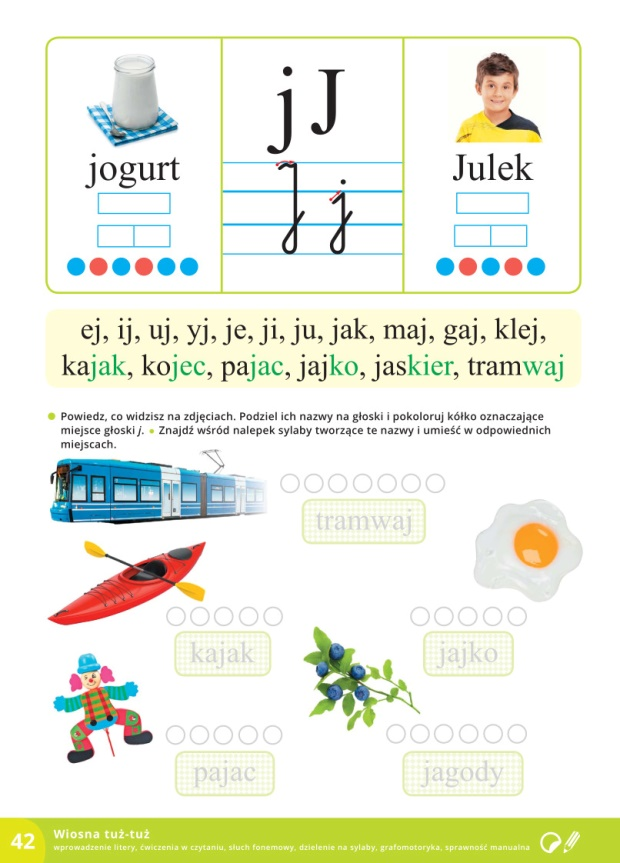 j J
jogurt
J j
Julek
ej, ij, uj, yj, je, ji, ju, jak, maj, gaj, klej,
kajak, kojec, pajac, jajko, jaskier, tramwaj
Powiedz, co widzisz na zdjęciach. Podziel ich nazwy na głoski i pokoloruj kółko oznaczające
miejsce głoski j. • Znajdź wśród nalepek sylaby tworzące te nazwy i umieść w odpowiednich
miejscach.
tramwaj
kajak
jajko
pajac
jagody
42
Wiosna tuż-tuż
wprowadzenie litery, ćwiczenia w czytaniu, słuch fonemowy, dzielenie na sylaby, grafomotoryka, sprawność manualna